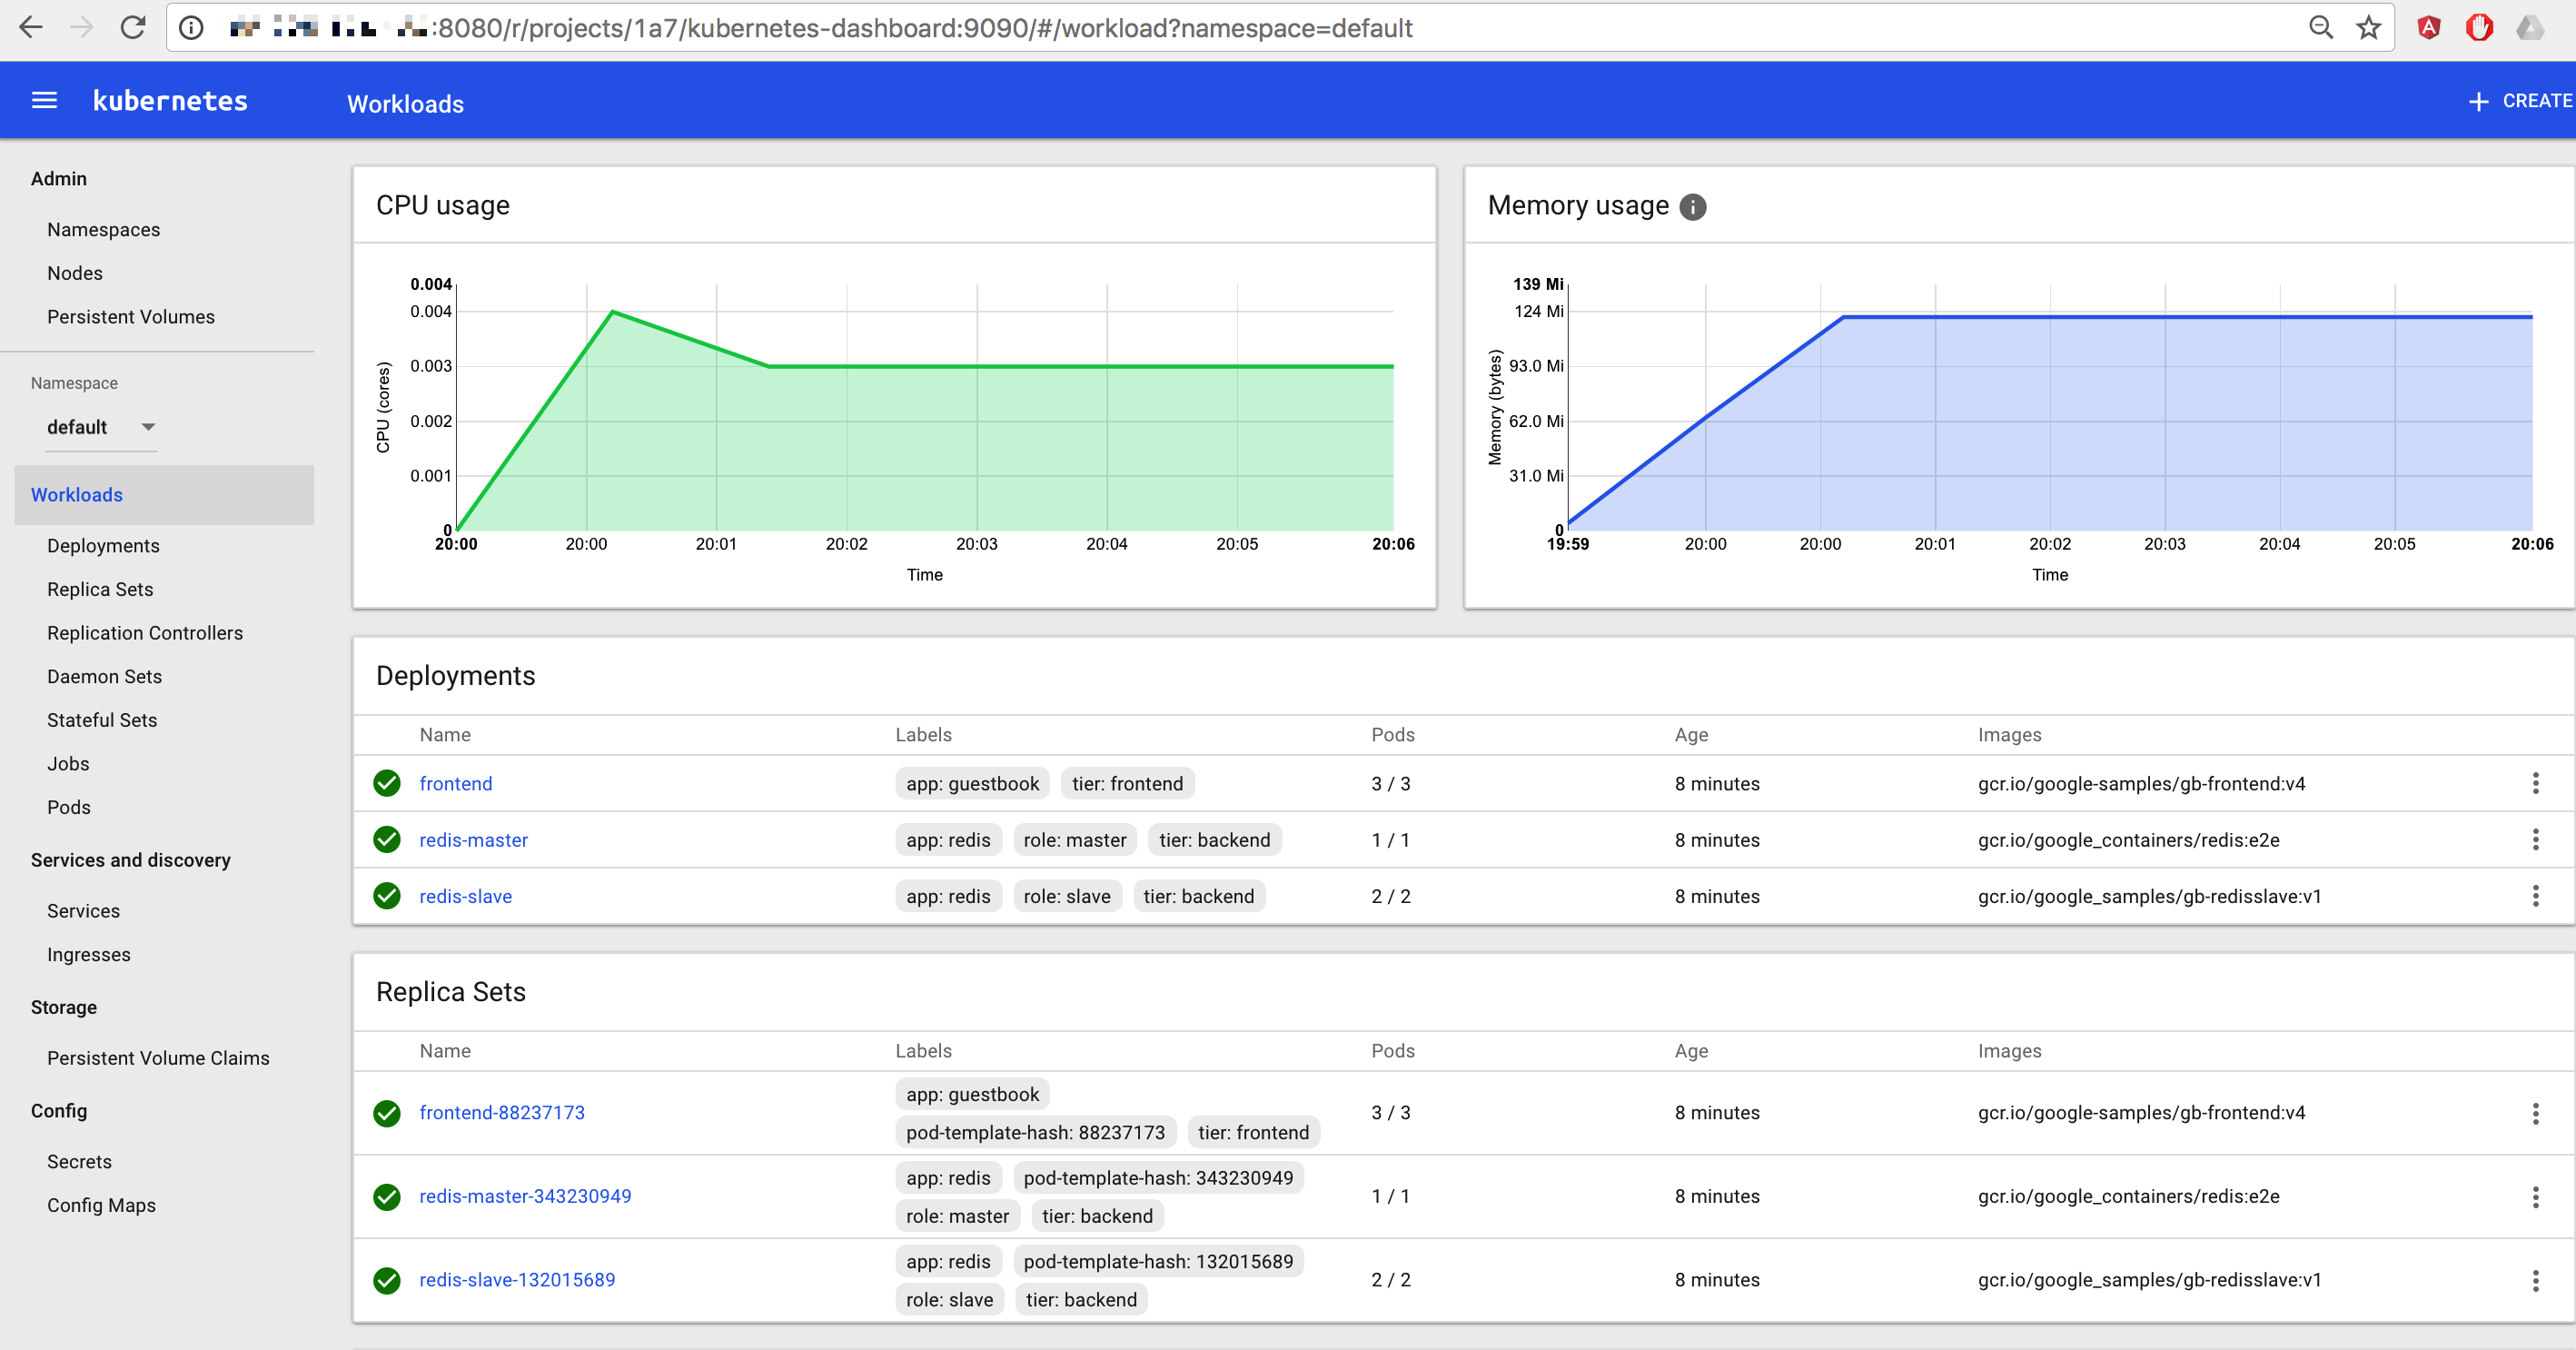 :8080/r/projects/1a7/kubernetes-dashboard:9090/#/workload?namespace=default
kubernetes
Workloads
CREATE
Admin
Namespaces
Nodes
Persistent Volumes
Namespace
default
Workloads
Deployments
Replica Sets
Replication Controllers
Daemon Sets
Stateful Sets
Jobs
Pods
Services and discovery
Services
Ingresses
Storage
Persistent Volume Claims
Config
Secrets
Config Maps
CPU usage
CPU (cores)
0.004
0.004
0.003
0.002
0.001
0
20:00 20:00 20:01 20:02 20:03 20:04 20:05 20:06
Time
Memory usage
Memory (bytes)
139 Mi
124 Mi
93.0 Mi
62.0 Mi
31.0 Mi
0
19:59 20:00 20:00 20:01 20:02 20:03 20:04 20:05 20:06
Time
Deployments
Name Labels Pods Age Images
frontend app: guestbook tier: frontend 3 / 3 8 minutes gcr.io/google-samples/gb-frontend:v4
redis-master app: redis role: master tier: backend 1 / 1 8 minutes gcr.io/google_containers/redis:e2e
redis-slave app: redis role: slave tier: backend 2 / 2 8 minutes gcr.io/google_samples/gb-redisslave:v1
Replica Sets
Name Labels Pods Age Images
app: guestbook
frontend-88237173 3 / 3 8 minutes gcr.io/google-samples/gb-frontend:v4
pod-template-hash: 88237173 tier: frontend
app: redis pod-template-hash: 343230949
redis-master-343230949 1 / 1 8 minutes gcr.io/google_containers/redis:e2e
role: master tier: backend
app: redis pod-template-hash: 132015689
redis-slave-132015689 2 / 2 8 minutes gcr.io/google_samples/gb-redisslave:v1
role: slave tier: backend